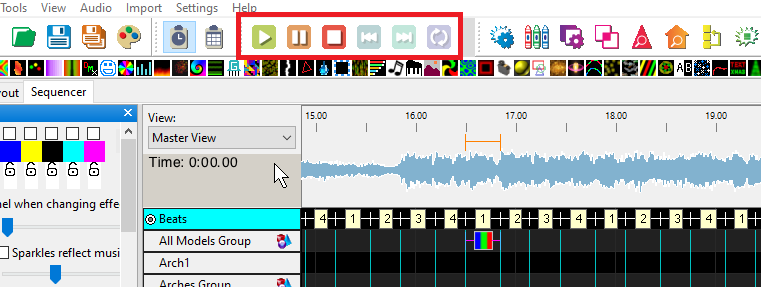 Tools View Audio Import Settings
out Sequencer
View:
Master View
Time: 0:00.00
15.00 16:00 17:00 18:00 19:00
Beats
4 1 2 3 4 1 2 3 4 1 2 3 4 1
All Models Group
Arch1
Arches Group
nel when changing effe
Sparkles reflect musi
AB